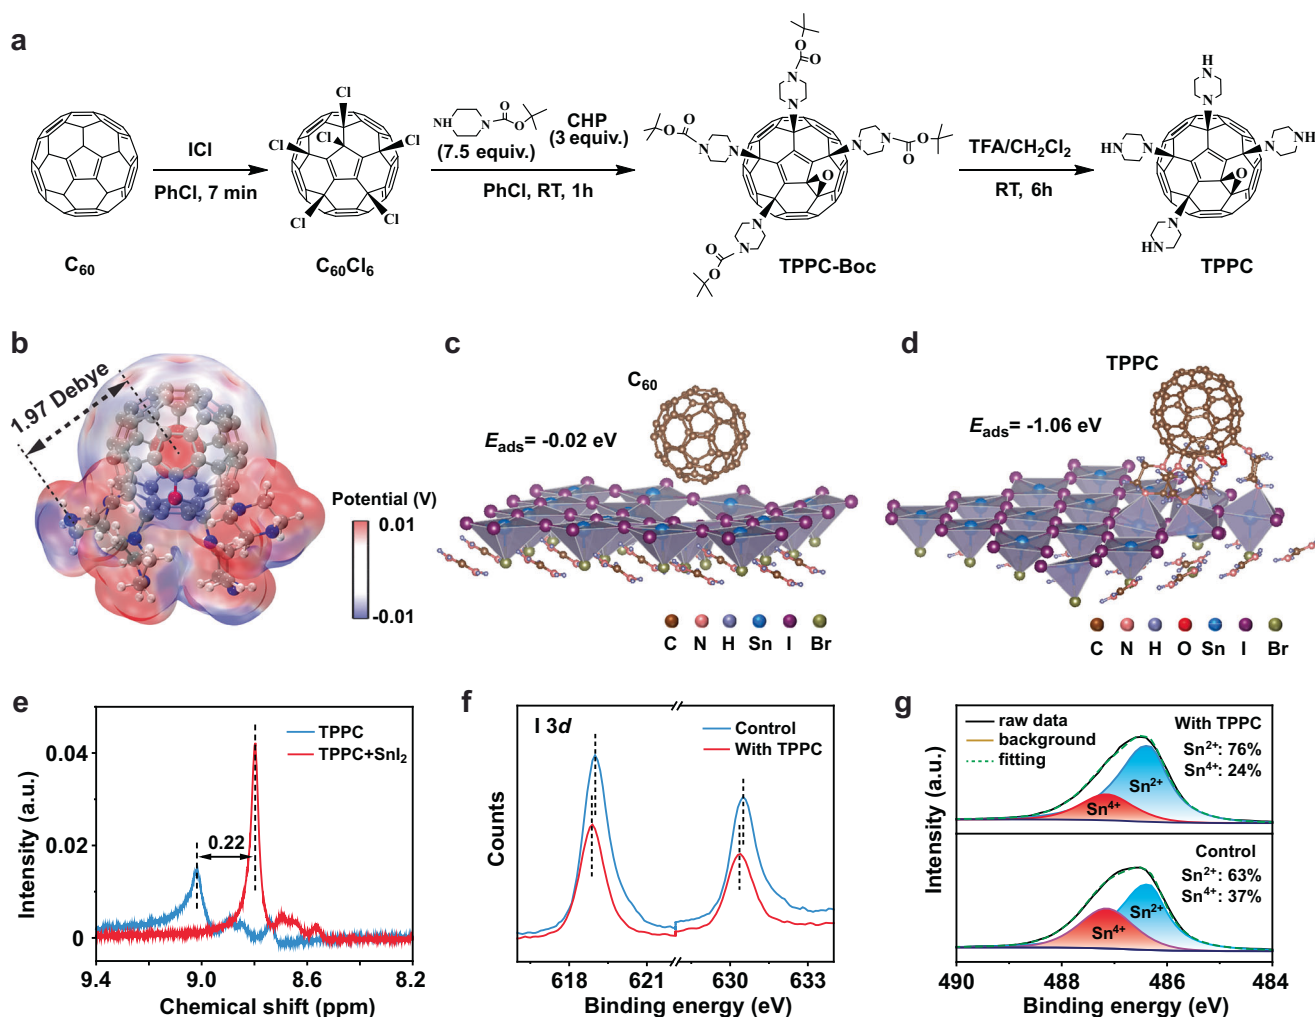 a
ICl
PhCl, 7 min
C₆₀
Cl
Cl
Cl
Cl
Cl
Cl
C₆₀Cl₆
HN
N
O
O
(7.5 equiv.)
CHP
(3 equiv.)
PhCl, RT, 1h
O
O
N
N
O
O
N
N
N
N
O
O
O
N
N
O
O
TPPC-Boc
TFA/CH₂Cl₂
RT, 6h
H
N
N
HN
N
N
NH
O
N
N
H
TPPC
b
1.97 Debye
Potential (V)
0.01
-0.01
c
C₆₀
Eads= -0.02 eV
C N H Sn I Br
d
TPPC
Eads= -1.06 eV
C N H O Sn I Br
e
TPPC
TPPC+SnI₂
0.22
0.04
0.02
0
Intensity (a.u.)
9.4 9.0 8.6 8.2
Chemical shift (ppm)
f
I 3d
Control
With TPPC
Counts
618 621 630 633
Binding energy (eV)
g
raw data
background
fitting
With TPPC
Sn²⁺: 76%
Sn⁴⁺: 24%
Sn²⁺
Sn⁴⁺
Control
Sn²⁺: 63%
Sn⁴⁺: 37%
Sn²⁺
Sn⁴⁺
Intensity (a.u.)
490 488 486 484
Binding energy (eV)